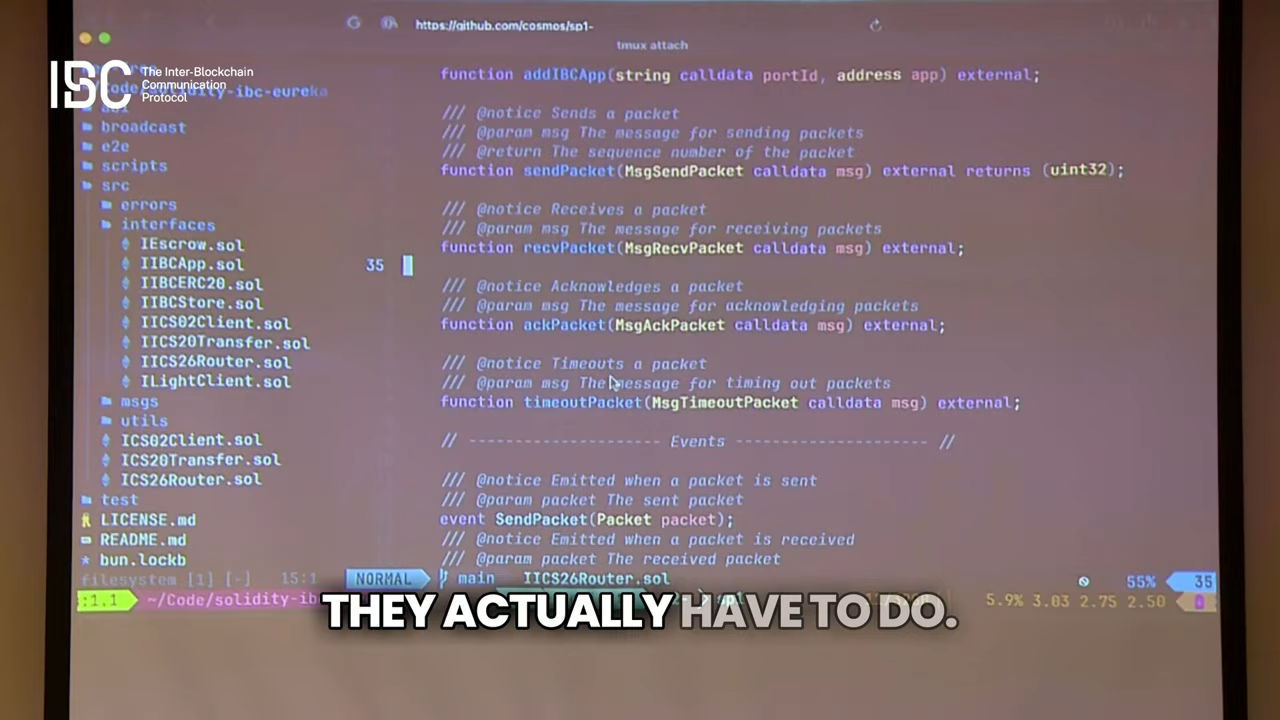 https://github.com/cosmos/sp1-
tmux attach
IBC The Inter-Blockchain
Communication
Protocol
broadcast
e2e
scripts
src
errors
interfaces
IEscrow.sol
IIBCApp.sol
IIBCERC20.sol
IIBCStore.sol
IICS02Client.sol
IICS20Transfer.sol
IICS26Router.sol
ILightClient.sol
msgs
utils
ICS02Client.sol
ICS20Transfer.sol
ICS26Router.sol
test
LICENSE.md
README.md
* bun.lockb
filesystem [1] [-] 15:1
35
function addIBCApp(string calldata portId, address app) external;
/// @notice Sends a packet
/// @param msg The message for sending packets
/// @return The sequence number of the packet
function sendPacket(MsgSendPacket calldata msg) external returns (uint32);
/// @notice Receives a packet
/// @param msg The message for receiving packets
function recvPacket(MsgRecvPacket calldata msg) external;
/// @notice Acknowledges a packet
/// @param msg The message for acknowledging packets
function ackPacket(MsgAckPacket calldata msg) external;
/// @notice Timeouts a packet
/// @param msg The message for timing out packets
function timeoutPacket(MsgTimeoutPacket calldata msg) external;
// --------------------- Events --------------------- //
/// @notice Emitted when a packet is sent
/// @param packet The sent packet
event SendPacket(Packet packet);
/// @notice Emitted when a packet is received
/// @param packet The received packet
NORMAL main IICS26Router.sol 55% 35
:1.1 ~/Code/solidity-ib sp1 5.9% 3.03 2.75 2.50
THEY ACTUALLY HAVE TO DO.